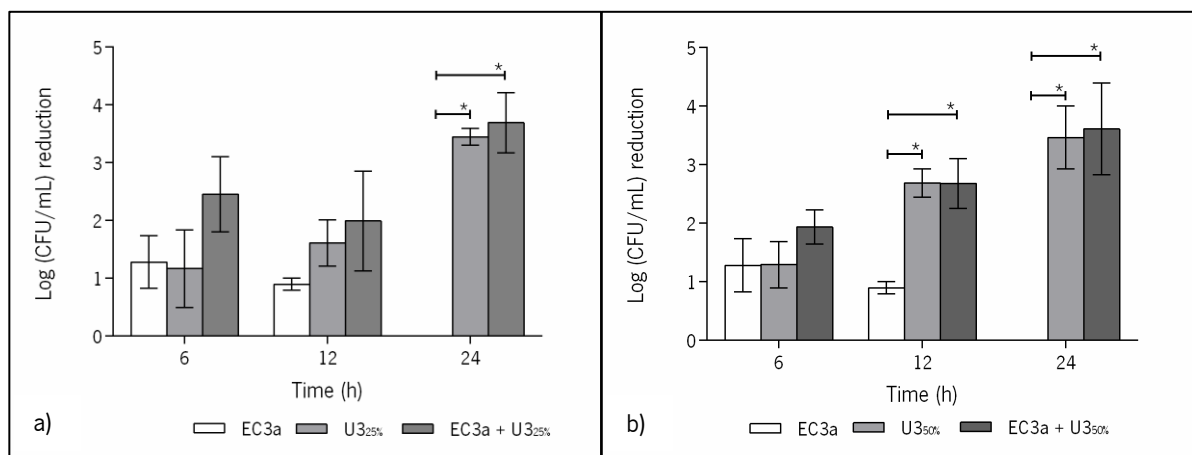 5
4
3
2
1
0
Log (CFU/mL) reduction
*
*
6 12 24
Time (h)
a)
EC3a U325% EC3a + U325%
5
4
3
2
1
0
Log (CFU/mL) reduction
*
*
*
*
6 12 24
Time (h)
b)
EC3a U350% EC3a + U350%